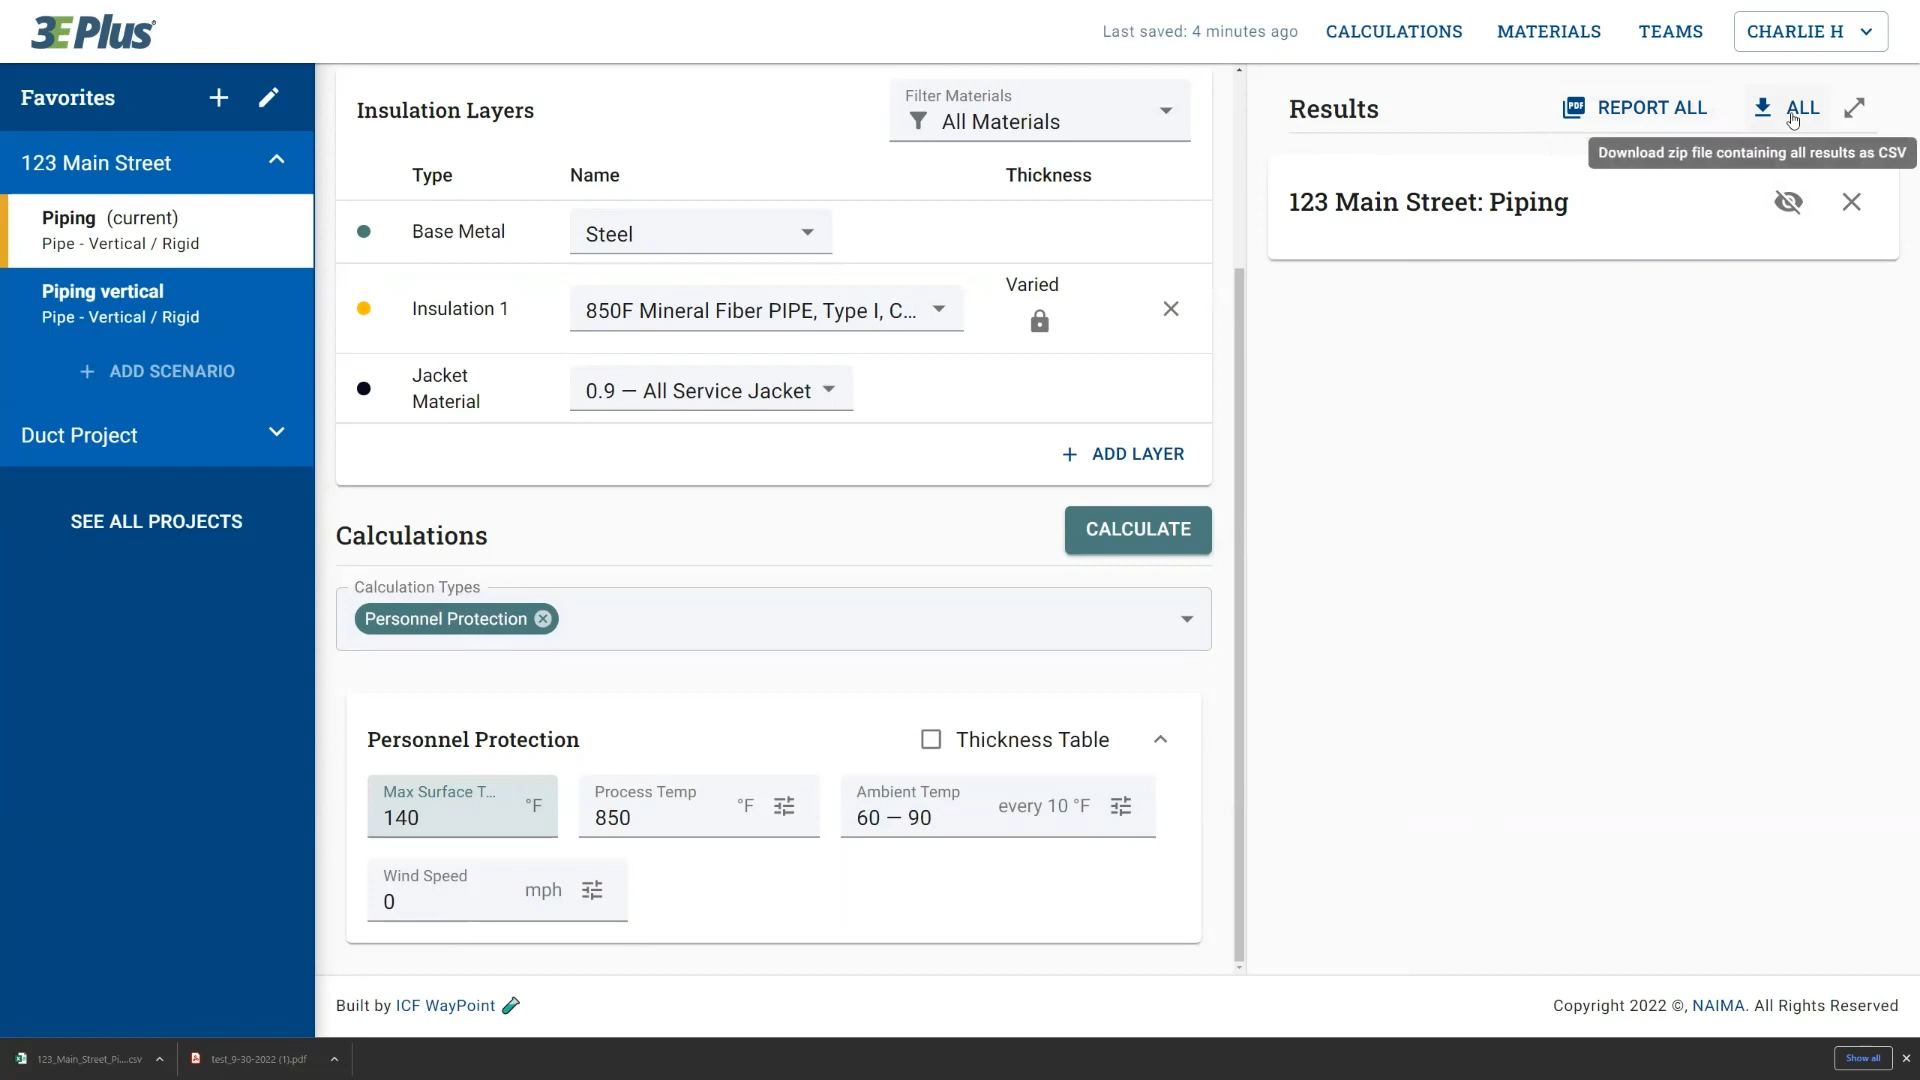 3E Plus
Last saved: 4 minutes ago
CALCULATIONS
MATERIALS
TEAMS
CHARLIE H
Favorites
123 Main Street
Piping (current)
Pipe - Vertical / Rigid
Piping vertical
Pipe - Vertical / Rigid
+ ADD SCENARIO
Duct Project
SEE ALL PROJECTS
Insulation Layers
Filter Materials
All Materials
Type Name Thickness
Base Metal
Steel
Insulation 1
850F Mineral Fiber PIPE, Type I, C...
Varied
Jacket
Material
0.9 — All Service Jacket
+ ADD LAYER
Calculations
CALCULATE
Calculation Types
Personnel Protection
Personnel Protection
Thickness Table
Max Surface T...
140
°F
Process Temp
850
°F
Ambient Temp
60 — 90
every 10 °F
Wind Speed
0
mph
Results
PDF REPORT ALL
ALL
Download zip file containing all results as CSV
123 Main Street: Piping
Built by ICF WayPoint
Copyright 2022 ©, NAIMA. All Rights Reserved
123_Main_Street_Pi....csv
test_9-30-2022 (1).pdf
Show all